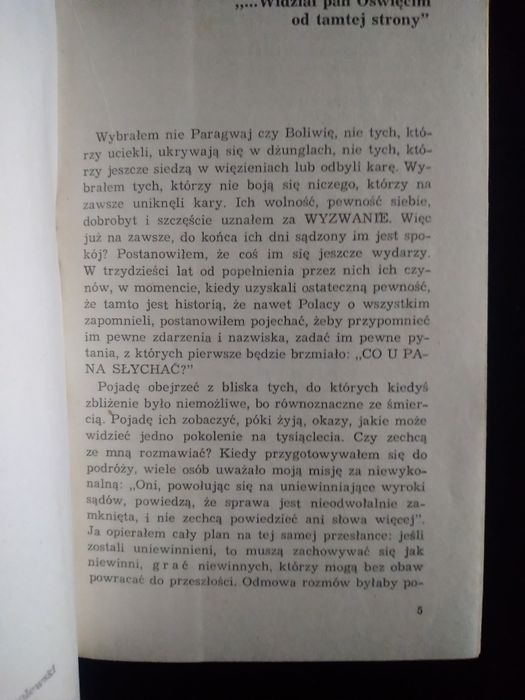 „...Widział pan Oświęcim
od tamtej strony”
Wybrałem nie Paragwaj czy Boliwię, nie tych, któ-
rzy uciekli, ukrywają się w dżunglach, nie tych, któ-
rzy jeszcze siedzą w więzieniach lub odbyli karę. Wy-
brałem tych, którzy nie boją się niczego, którzy na
zawsze uniknęli kary. Ich wolność, pewność siebie,
dobrobyt i szczęście uznałem za WYZWANIE. Więc
już na zawsze, do końca ich dni sądzony im jest spo-
kój? Postanowiłem, że coś im się jeszcze wydarzy.
W trzydzieści lat od popełnienia przez nich ich czy-
nów, w momencie, kiedy uzyskali ostateczną pewność,
że tamto jest historią, że nawet Polacy o wszystkim
zapomnieli, postanowiłem pojechać, żeby przypomnieć
im pewne zdarzenia i nazwiska, zadać im pewne py-
tania, z których pierwsze będzie brzmiało: „CO U PA-
NA SŁYCHAĆ?”
Pojadę obejrzeć z bliska tych, do których kiedyś
zbliżenie było niemożliwe, bo równoznaczne ze śmier-
cią. Pojadę ich zobaczyć, póki żyją, okazy, jakie może
widzieć jedno pokolenie na tysiąclecia. Czy zechcą
ze mną rozmawiać? Kiedy przygotowywałem się do
podróży, wiele osób uważało moją misję za niewyko-
nalną: „Oni, powołując się na uniewinniające wyroki
sądów, powiedzą, że sprawa jest nieodwołalnie za-
mknięta, i nie zechcą powiedzieć ani słowa więcej”.
Ja opierałem cały plan na tej samej przesłance: jeśli
zostali uniewinnieni, to muszą zachowywać się jak
niewinni, grać niewinnych, którzy mogą bez obaw
powracać do przeszłości. Odmowa rozmów byłaby po-
5